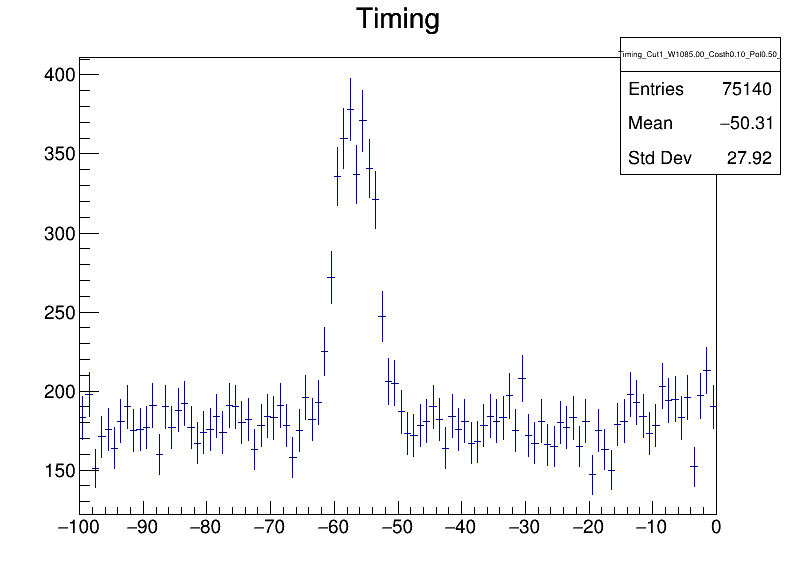 Timing
Timing_Cut1_W1085.00_Costh0.10_Pol0.50_
Entries 75140
Mean −50.31
Std Dev 27.92
400
350
300
250
200
150
−100 −90 −80 −70 −60 −50 −40 −30 −20 −10 0